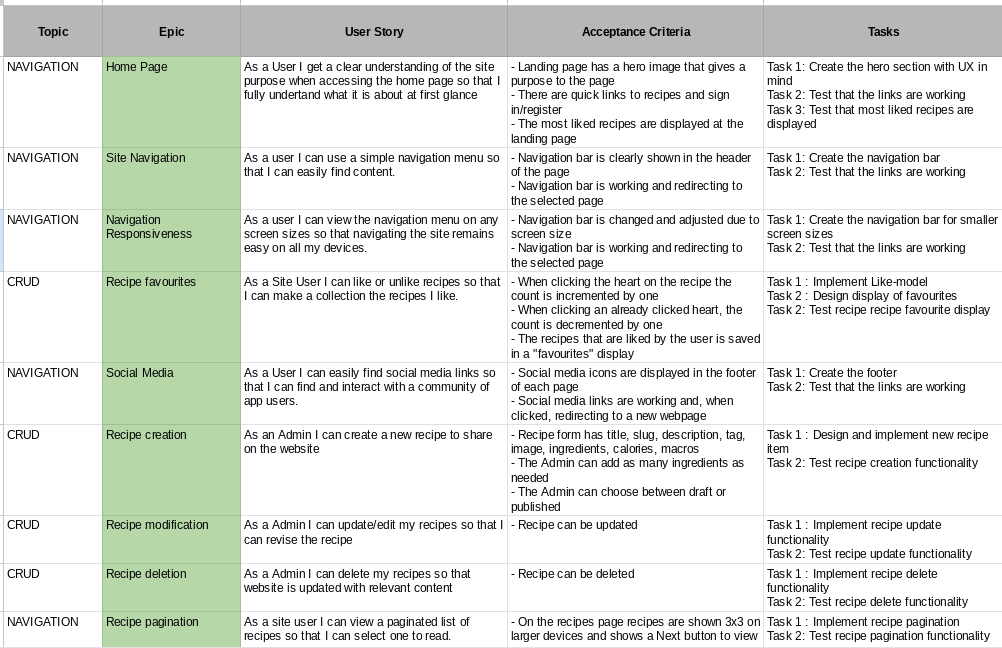 Topic Epic User Story Acceptance Criteria Tasks
NAVIGATION
Home Page
As a User I get a clear understanding of the site
purpose when accessing the home page so that I
fully undertand what it is about at first glance
- Landing page has a hero image that gives a
purpose to the page
- There are quick links to recipes and sign
in/register
- The most liked recipes are displayed at the
landing page
Task 1: Create the hero section with UX in
mind
Task 2: Test that the links are working
Task 3: Test that most liked recipes are
displayed
NAVIGATION
Site Navigation
As a user I can use a simple navigation menu so
that I can easily find content.
- Navigation bar is clearly shown in the header
of the page
- Navigation bar is working and redirecting to
the selected page
Task 1: Create the navigation bar
Task 2: Test that the links are working
NAVIGATION
Navigation
Responsiveness
As a user I can view the navigation menu on any
screen sizes so that navigating the site remains
easy on all my devices.
- Navigation bar is changed and adjusted due to
screen size
- Navigation bar is working and redirecting to
the selected page
Task 1: Create the navigation bar for smaller
screen sizes
Task 2: Test that the links are working
CRUD
Recipe favourites
As a Site User I can like or unlike recipes so that
I can make a collection the recipes I like.
- When clicking the heart on the recipe the
count is incremented by one
- When clicking an already clicked heart, the
count is decremented by one
- The recipes that are liked by the user is saved
in a "favourites" display
Task 1 : Implement Like-model
Task 2 : Design display of favourites
Task 2: Test recipe recipe favourite display
NAVIGATION
Social Media
As a User I can easily find social media links so
that I can find and interact with a community of
app users.
- Social media icons are displayed in the footer
of each page
- Social media links are working and, when
clicked, redirecting to a new webpage
Task 1: Create the footer
Task 2: Test that the links are working
CRUD
Recipe creation
As an Admin I can create a new recipe to share
on the website
- Recipe form has title, slug, description, tag,
image, ingredients, calories, macros
- The Admin can add as many ingredients as
needed
- The Admin can choose between draft or
published
Task 1 : Design and implement new recipe
item
Task 2: Test recipe creation functionality
CRUD
Recipe modification
As a Admin I can update/edit my recipes so that I
can revise the recipe
- Recipe can be updated
Task 1 : Implement recipe update
functionality
Task 2: Test recipe update functionality
CRUD
Recipe deletion
As a Admin I can delete my recipes so that
website is updated with relevant content
- Recipe can be deleted
Task 1 : Implement recipe delete
functionality
Task 2: Test recipe delete functionality
NAVIGATION
Recipe pagination
As a site user I can view a paginated list of
recipes so that I can select one to read.
- On the recipes page recipes are shown 3x3 on
larger devices and shows a Next button to view
Task 1 : Implement recipe pagination
Task 2: Test recipe pagination functionality